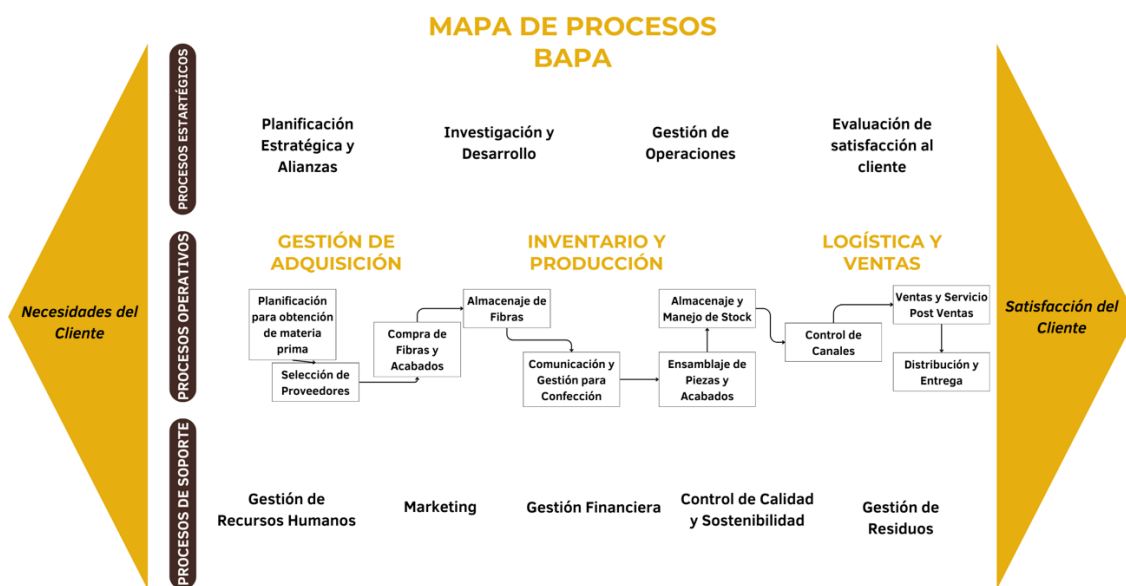 MAPA DE PROCESOS
BAPA
PROCESOS ESTARTÉGICOS
Planificación
Estratégica y
Alianzas
Investigación y
Desarrollo
Gestión de
Operaciones
Evaluación de
satisfacción al
cliente
Necesidades del
Cliente
PROCESOS OPERATIVOS
GESTIÓN DE
ADQUISICIÓN
Planificación
para obtención
de materia
prima
Selección de
Proveedores
Compra de
Fibras y
Acabados
INVENTARIO Y
PRODUCCIÓN
Almacenaje de
Fibras
Comunicación y
Gestión para
Confección
Ensamblaje de
Piezas y
Acabados
Almacenaje y
Manejo de Stock
LOGÍSTICA Y
VENTAS
Control de
Canales
Ventas y Servicio
Post Ventas
Distribución y
Entrega
Satisfacción del
Cliente
PROCESOS DE SOPORTE
Gestión de
Recursos Humanos
Marketing
Gestión Financiera
Control de Calidad
y Sostenibilidad
Gestión de
Residuos